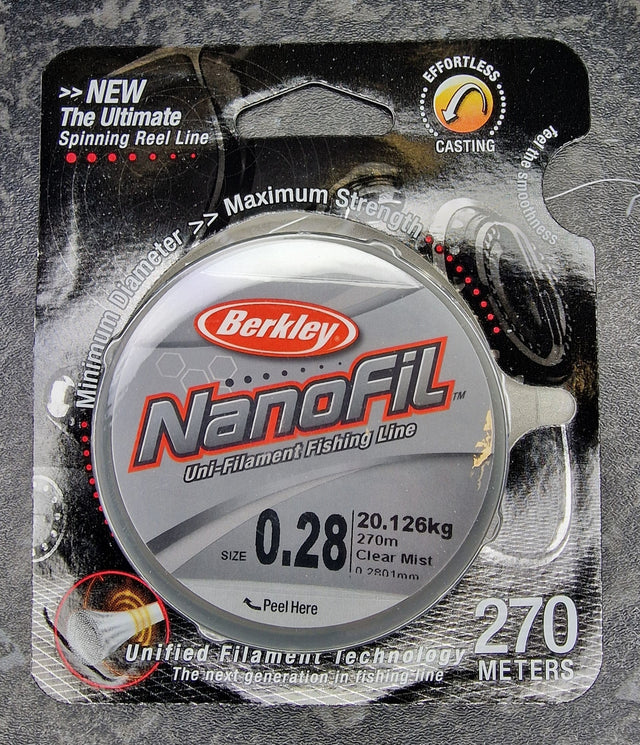 >> NEW
The Ultimate
Spinning Reel Line
EFFORTLESS
CASTING
feel the smoothness
Minimum Diameter >> Maximum Strength
Berkley
NanoFil™
Uni-Filament Fishing Line
SIZE 0.28
20.126kg
270m
Clear Mist
0.2801mm
Peel Here
270
METERS
Unified Filament Technology
The next generation in fishing line